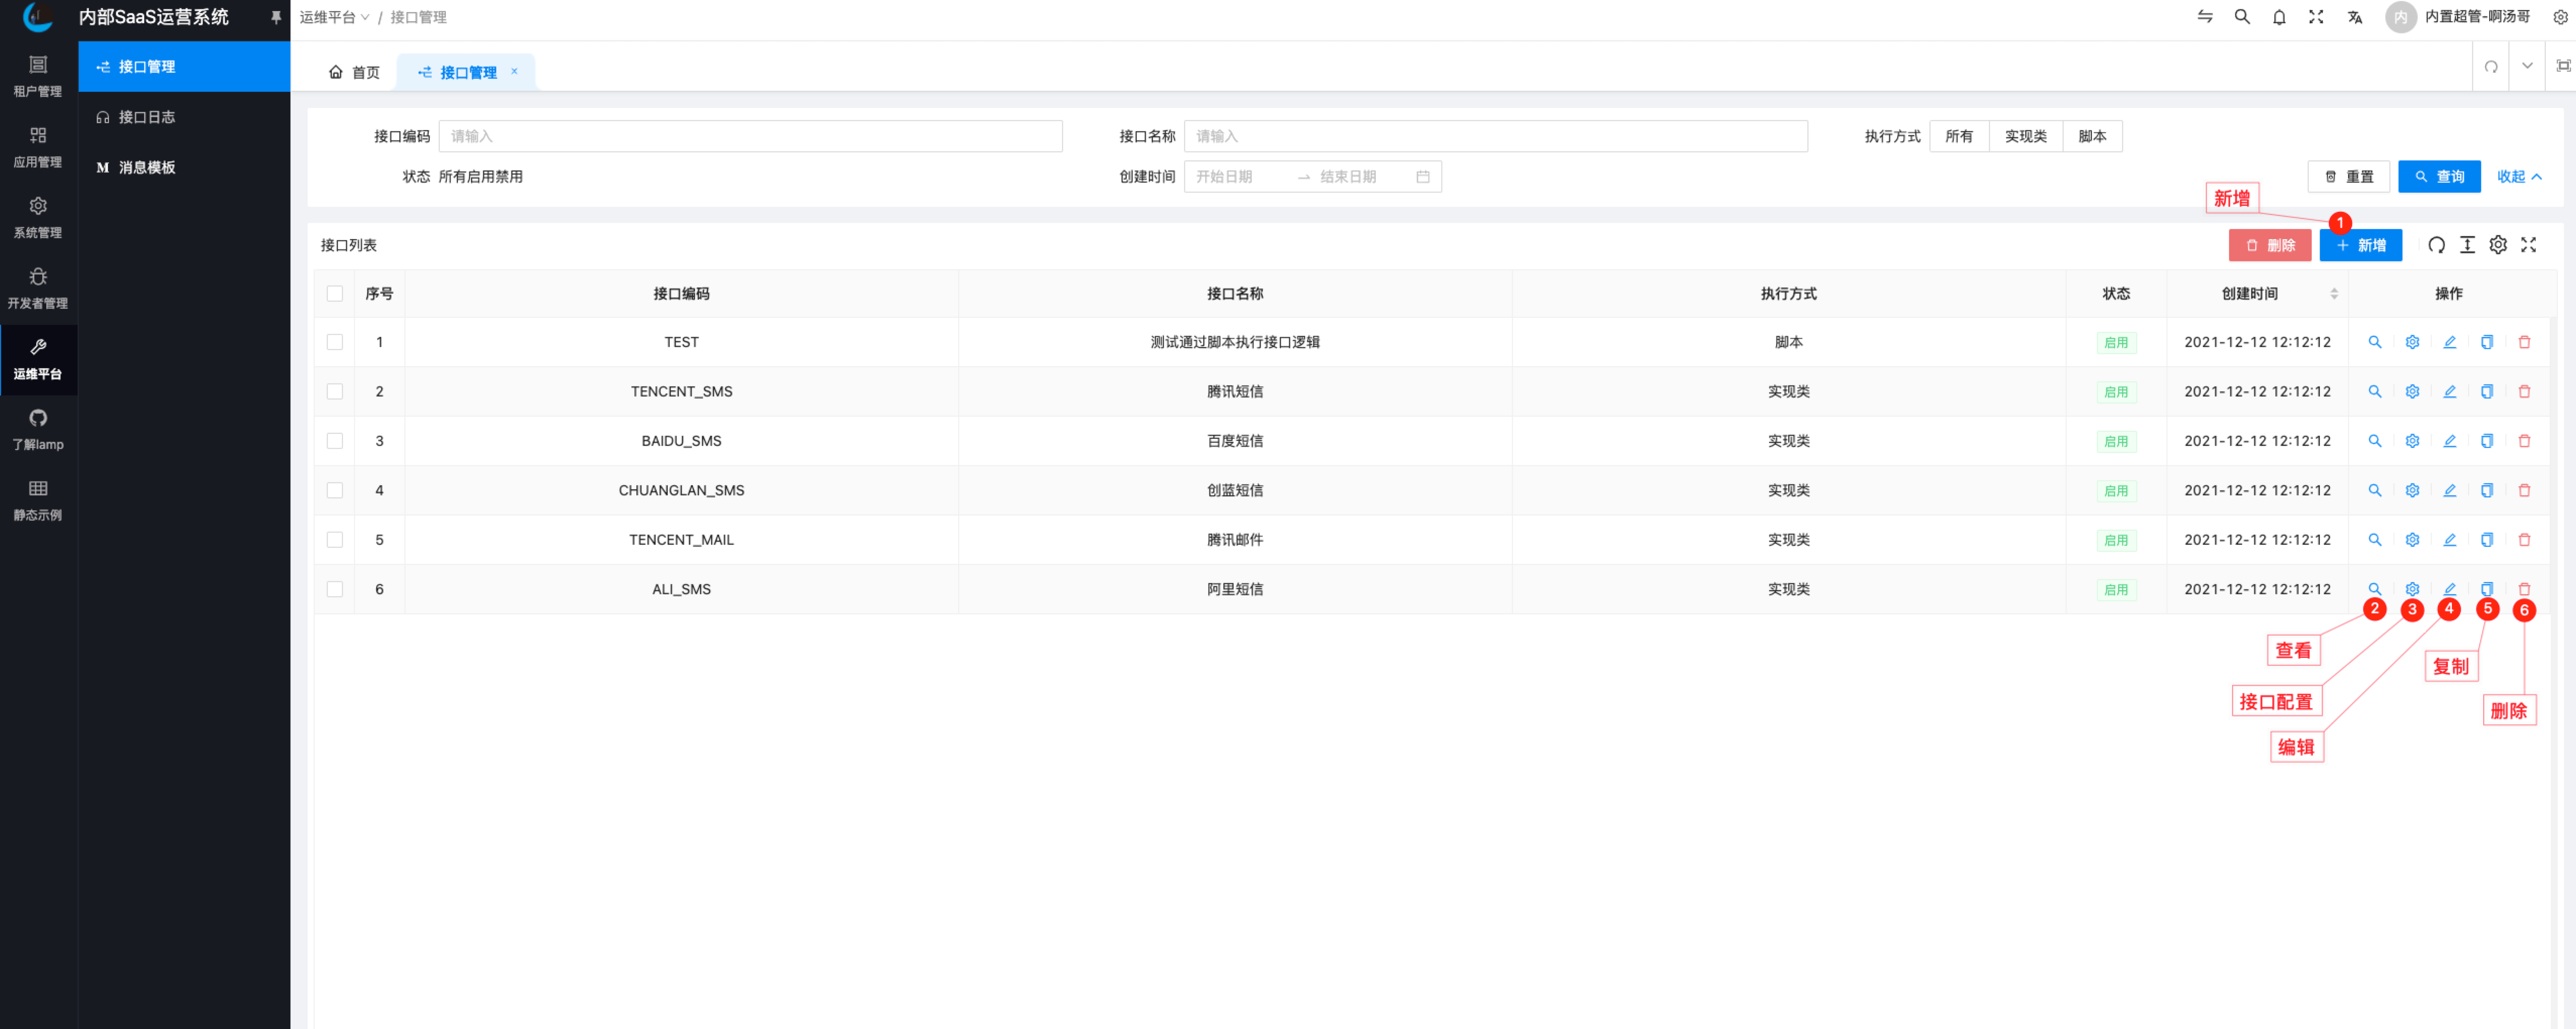 内部SaaS运营系统
运维平台 / 接口管理
内 内置超管-啊汤哥
租户管理
应用管理
系统管理
开发者管理
运维平台
了解lamp
静态示例
接口管理
接口日志
M 消息模板
首页 接口管理 ×
接口编码 请输入 接口名称 请输入 执行方式 所有 实现类 脚本
状态 所有启用禁用 创建时间 开始日期 → 结束日期 重置 查询 收起
新增
1
接口列表 删除 + 新增
序号 接口编码 接口名称 执行方式 状态 创建时间 操作
1 TEST 测试通过脚本执行接口逻辑 脚本 启用 2021-12-12 12:12:12
2 TENCENT_SMS 腾讯短信 实现类 启用 2021-12-12 12:12:12
3 BAIDU_SMS 百度短信 实现类 启用 2021-12-12 12:12:12
4 CHUANGLAN_SMS 创蓝短信 实现类 启用 2021-12-12 12:12:12
5 TENCENT_MAIL 腾讯邮件 实现类 启用 2021-12-12 12:12:12
6 ALI_SMS 阿里短信 实现类 启用 2021-12-12 12:12:12
2 3 4 5 6
查看
复制
接口配置
删除
编辑